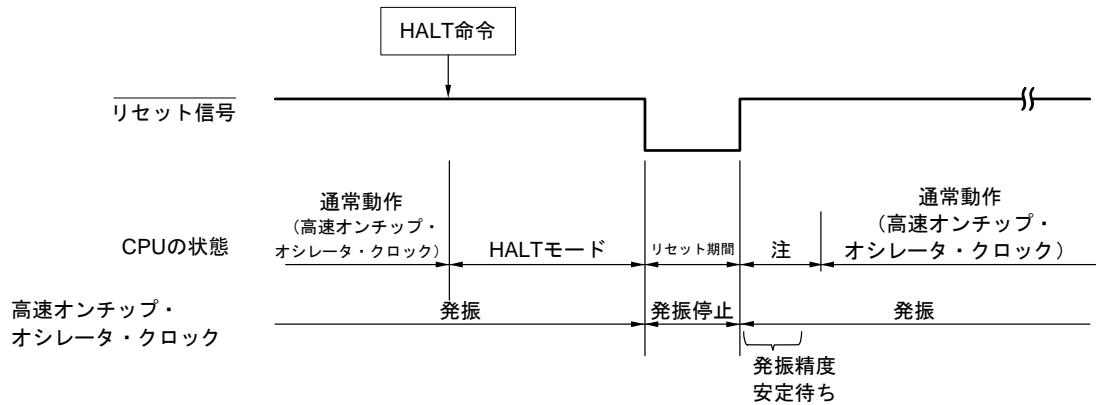 HALT命令
リセット信号
通常動作
(高速オンチップ・
オシレータ・クロック)
通常動作
(高速オンチップ・
オシレータ・クロック)
CPUの状態
HALTモード
リセット期間
注
高速オンチップ・
オシレータ・クロック
発振
発振停止
発振
発振精度
安定待ち